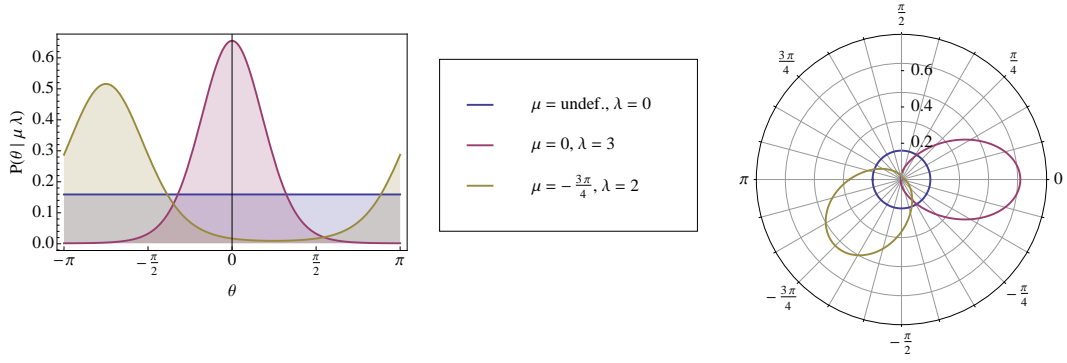 P(θ | μ λ)
0.6
0.5
0.4
0.3
0.2
0.1
0.0
−π
−π/2
0
π/2
π
θ
μ = undef., λ = 0
μ = 0, λ = 3
μ = − 3π/4, λ = 2
π/2
3π/4
π/4
0.6
0.4
0.2
π
0
− 3π/4
−π/4
−π/2